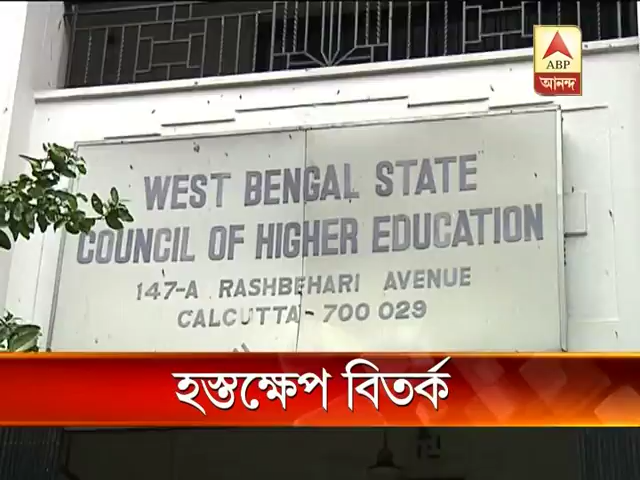 ABP
আনন্দ
WEST BENGAL STATE
COUNCIL OF HIGHER EDUCATION
147-A RASHBEHARI AVENUE
CALCUTTA - 700 029
হস্তক্ষেপ বিতর্ক